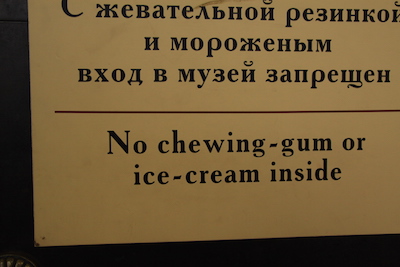 С жевательной резинкой
и мороженым
вход в музей запрещен
No chewing-gum or
ice-cream inside